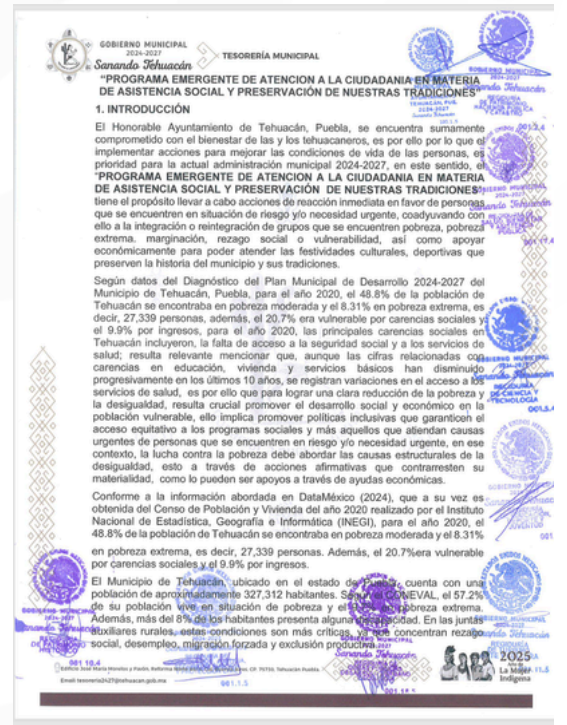 GOBIERNO MUNICIPAL
2024-2027
Sanando Tehuacán
TESORERÍA MUNICIPAL
"PROGRAMA EMERGENTE DE ATENCION A LA CIUDADANIA EN MATERIA
DE ASISTENCIA SOCIAL Y PRESERVACIÓN DE NUESTRAS TRADICIONES"
1. INTRODUCCIÓN
El Honorable Ayuntamiento de Tehuacán, Puebla, se encuentra sumamente
comprometido con el bienestar de las y los tehuacaneros, es por ello por lo que el
implementar acciones para mejorar las condiciones de vida de las personas, es
prioridad para la actual administración municipal 2024-2027, en este sentido, el
"PROGRAMA EMERGENTE DE ATENCION A LA CIUDADANIA EN MATERIA
DE ASISTENCIA SOCIAL Y PRESERVACIÓN DE NUESTRAS TRADICIONES"
tiene el propósito llevar a cabo acciones de reacción inmediata en favor de personas
que se encuentren en situación de riesgo y/o necesidad urgente, coadyuvando con
ello a la integración o reintegración de grupos que se encuentren pobreza, pobreza
extrema. marginación, rezago social o vulnerabilidad, así como apoyar
económicamente para poder atender las festividades culturales, deportivas que
preserven la historia del municipio y sus tradiciones.
Según datos del Diagnóstico del Plan Municipal de Desarrollo 2024-2027 del
Municipio de Tehuacán, Puebla, para el año 2020, el 48.8% de la población de
Tehuacán se encontraba en pobreza moderada y el 8.31% en pobreza extrema, es
decir, 27,339 personas, además, el 20.7% era vulnerable por carencias sociales y
el 9.9% por ingresos, para el año 2020, las principales carencias sociales en
Tehuacán incluyeron, la falta de acceso a la seguridad social y a los servicios de
salud; resulta relevante mencionar que, aunque las cifras relacionadas con
carencias en educación, vivienda y servicios básicos han disminuido
progresivamente en los últimos 10 años, se registran variaciones en el acceso a los
servicios de salud, es por ello que para lograr una clara reducción de la pobreza y
la desigualdad, resulta crucial promover el desarrollo social y económico en la
población vulnerable, ello implica promover políticas inclusivas que garanticen el
acceso equitativo a los programas sociales y más aquellos que atiendan causas
urgentes de personas que se encuentren en riesgo y/o necesidad urgente, en ese
contexto, la lucha contra la pobreza debe abordar las causas estructurales de la
desigualdad, esto a través de acciones afirmativas que contrarresten su
materialidad, como lo pueden ser apoyos a través de ayudas económicas.
Conforme a la información abordada en DataMéxico (2024), que a su vez es
obtenida del Censo de Población y Vivienda del año 2020 realizado por el Instituto
Nacional de Estadística, Geografía e Informática (INEGI), para el año 2020, el
48.8% de la población de Tehuacán se encontraba en pobreza moderada y el 8.31%
en pobreza extrema, es decir, 27,339 personas. Además, el 20.7%era vulnerable
por carencias sociales y el 9.9% por ingresos.
El Municipio de Tehuacán, ubicado en el estado de Puebla, cuenta con una
población de aproximadamente 327,312 habitantes. Según CONEVAL, el 57.2%
de su población vive en situación de pobreza y el pobreza extrema.
Además, más del 8% de los habitantes presenta alguna discapacidad. En las juntas
auxiliares rurales, estas condiciones son más críticas, ya que concentran rezago
social, desempleo, migración forzada y exclusión productiva.
Email: tesoreria2427@tehuacan.gob.mx
2025
Año de
La Mujer
Indígena